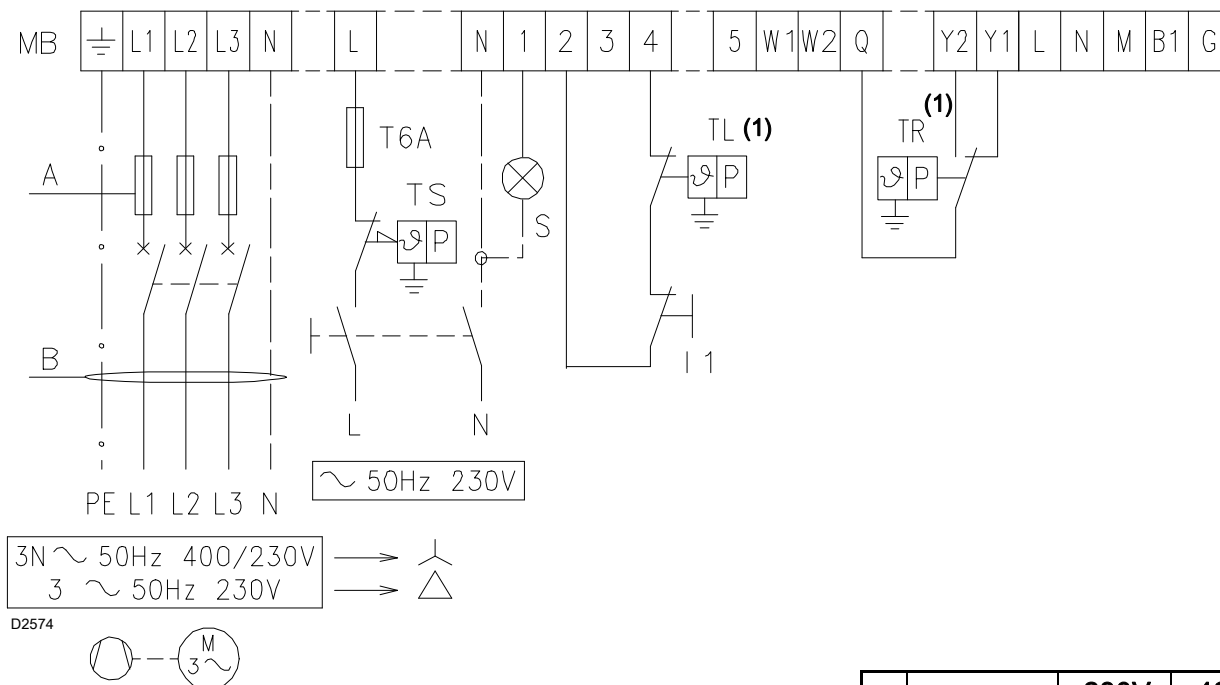 MB ⏚ L1 L2 L3 N L N 1 2 3 4 5 W1 W2 Q Y2 Y1 L N M B1 G
(1)
T6A TL (1) TR
A ϑ P ϑ P
TS
S
ϑ P
B I1
L N
~ 50Hz 230V
PE L1 L2 L3 N
3N ~ 50Hz 400/230V
3 ~ 50Hz 230V
D2574
M
3 ~